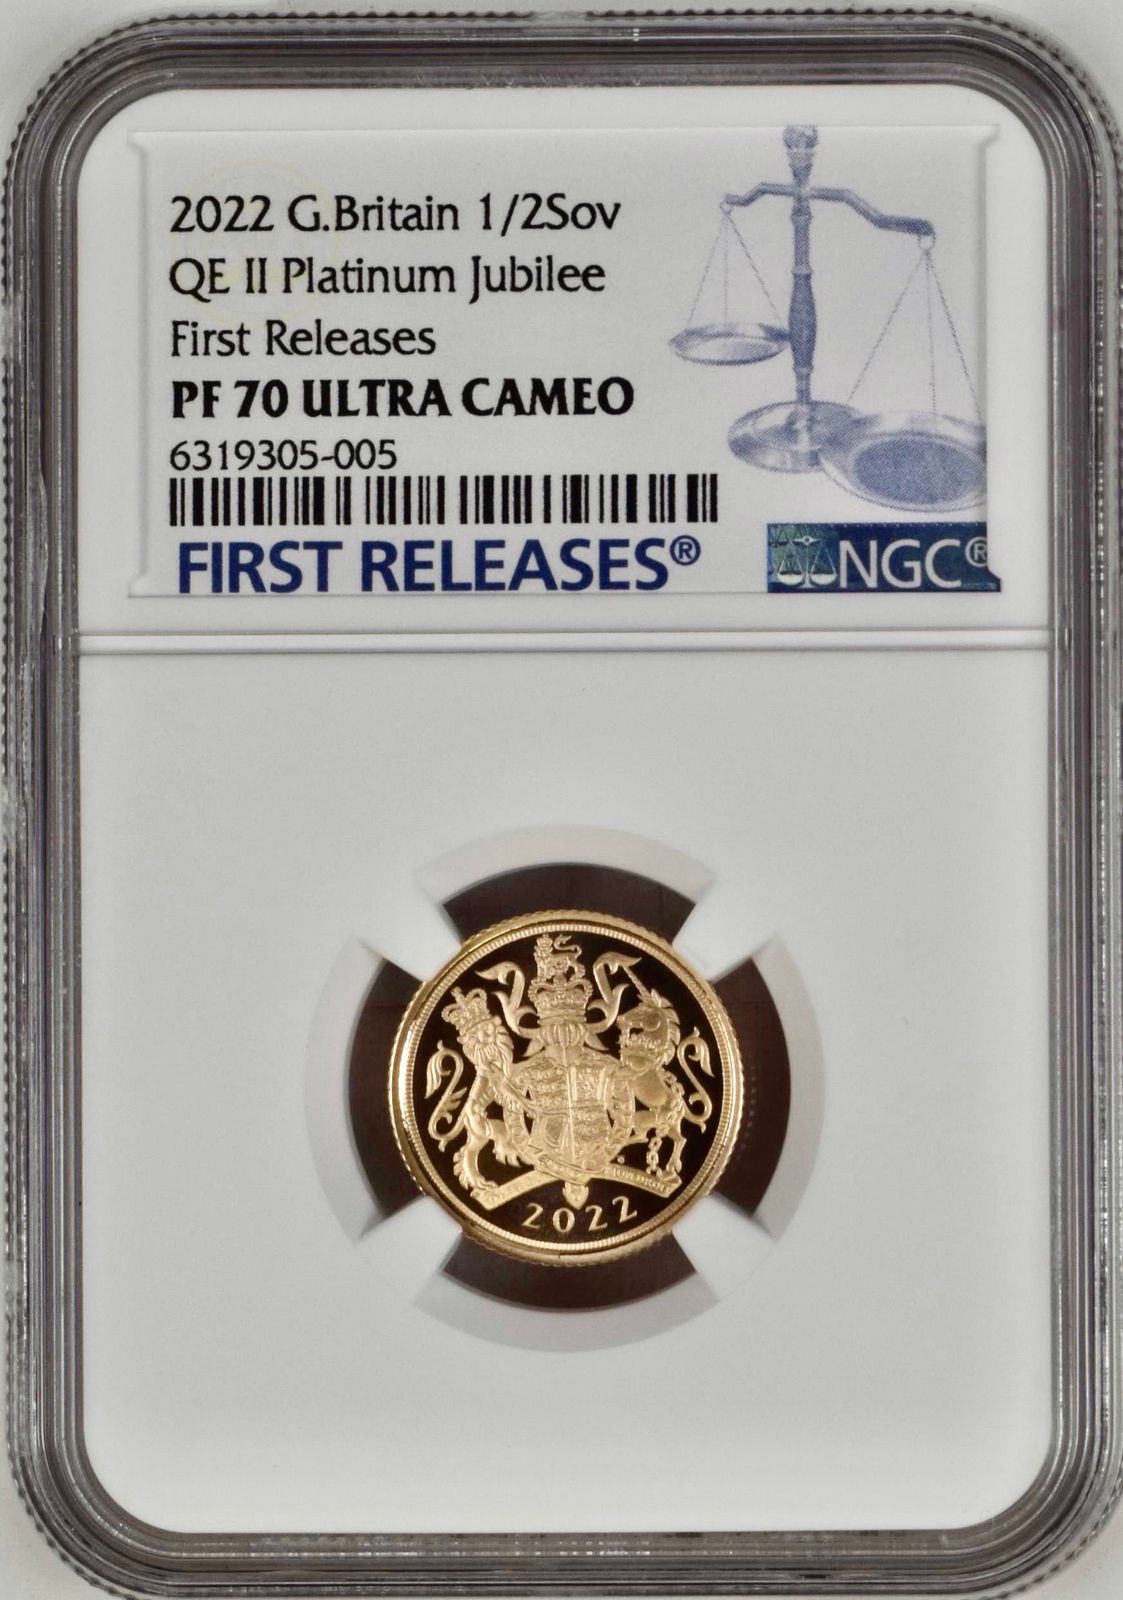 2022 G.Britain 1/2Sov
QE II Platinum Jubilee
First Releases
PF 70 ULTRA CAMEO
6319305-005
FIRST RELEASES®
NGC®
2022